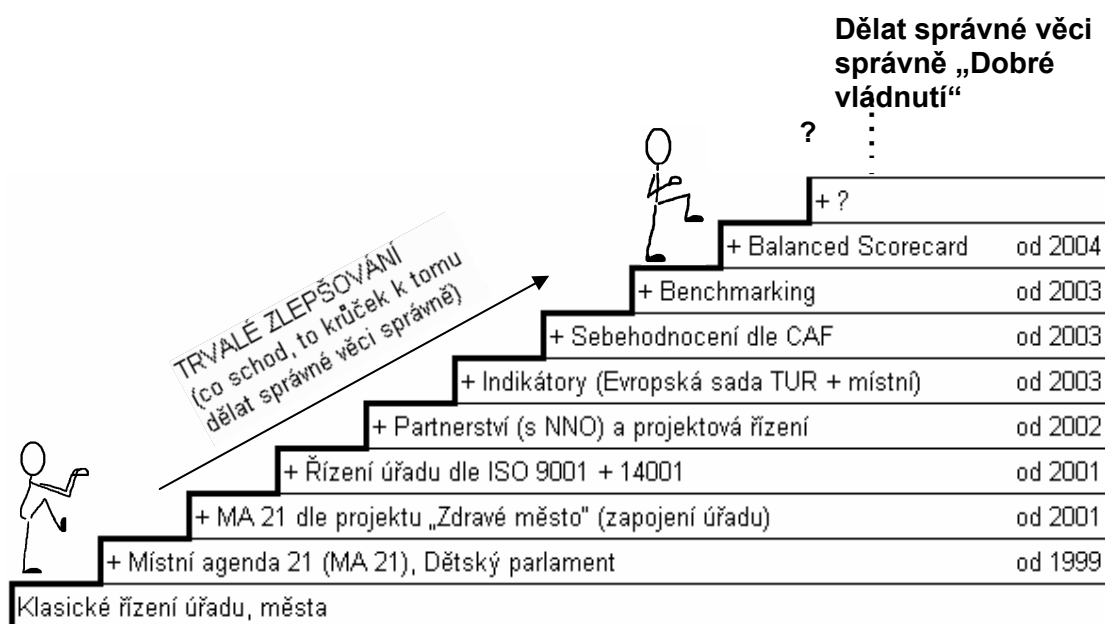 Dělat správné věci
správně „Dobré
vládnutí“
?
+ ?
+ Balanced Scorecard od 2004
+ Benchmarking od 2003
+ Sebehodnocení dle CAF od 2003
+ Indikátory (Evropská sada TUR + místní) od 2003
+ Partnerství (s NNO) a projektová řízení od 2002
+ Řízení úřadu dle ISO 9001 + 14001 od 2001
+ MA 21 dle projektu „Zdravé město" (zapojení úřadu) od 2001
+ Místní agenda 21 (MA 21), Dětský parlament od 1999
Klasické řízení úřadu, města
TRVALÉ ZLEPŠOVÁNÍ
(co schod, to krůček k tomu
dělat správné věci správně)